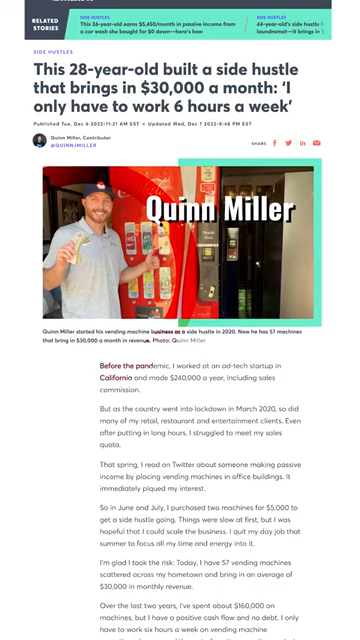 RELATED
STORIES
SIDE HUSTLES
This 26-year-old earns $5,450/month in passive income from
a car wash she bought for $0 down—here's how
SIDE HUSTLES
44-year-old's side hustle
laundromat—it brings in
SIDE HUSTLES
This 28-year-old built a side hustle
that brings in $30,000 a month: 'I
only have to work 6 hours a week'
Published Tue, Dec 6 2022•11:21 AM EST • Updated Wed, Dec 7 2022•8:48 PM EST
Quinn Miller, Contributor
@QUINNJMILLER
SHARE
Quinn Miller
Quinn Miller started his vending machine business as a side hustle in 2020. Now he has 57 machines
that bring in $30,000 a month in revenue. Photo: Quinn Miller
Before the pandemic, I worked at an ad-tech startup in
California and made $240,000 a year, including sales
commission.
But as the country went into lockdown in March 2020, so did
many of my retail, restaurant and entertainment clients. Even
after putting in long hours, I struggled to meet my sales
quota.
That spring, I read on Twitter about someone making passive
income by placing vending machines in office buildings. It
immediately piqued my interest.
So in June and July, I purchased two machines for $5,000 to
get a side hustle going. Things were slow at first, but I was
hopeful that I could scale the business. I quit my day job that
summer to focus all my time and energy into it.
I'm glad I took the risk: Today, I have 57 vending machines
scattered across my hometown and bring in an average of
$30,000 in monthly revenue.
Over the last two years, I've spent about $160,000 on
machines, but I have a positive cash flow and no debt. I only
have to work six hours a week on vending machine